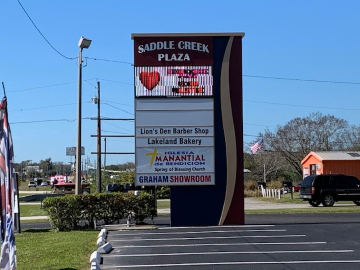 SADDLE CREEK
PLAZA
Lion's Den Barber Shop
Lakeland Bakery
IGLESIA
MANANTIAL
de BENDICION
Spring of Blessing Church
GRAHAM SHOWROOM